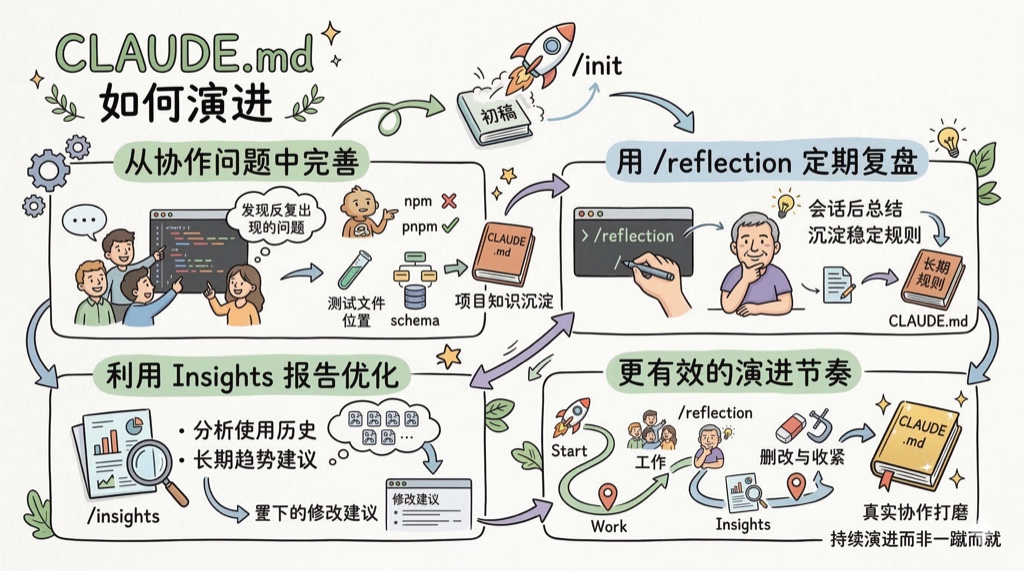 CLAUDE.md
如何演进
初稿
/init
从协作问题中完善
发现反复出
现的问题
npm
pnpm
测试文件
位置
schema
CLAUDE
.md
项目知识沉淀
用 /reflection 定期复盘
> /reflection
/
会话后总结
沉淀稳定规则
长期
规则
CLAUDE.md
利用 Insights 报告优化
• 分析使用历史
• 长期趋势建议
...
/insights
置下的修改建议
修改建议
更有效的演进节奏
Start
Work
工作
/reflection
Insights
删改与收紧
CLAUDE
.md
真实协作打磨
持续演进而非一蹴而就